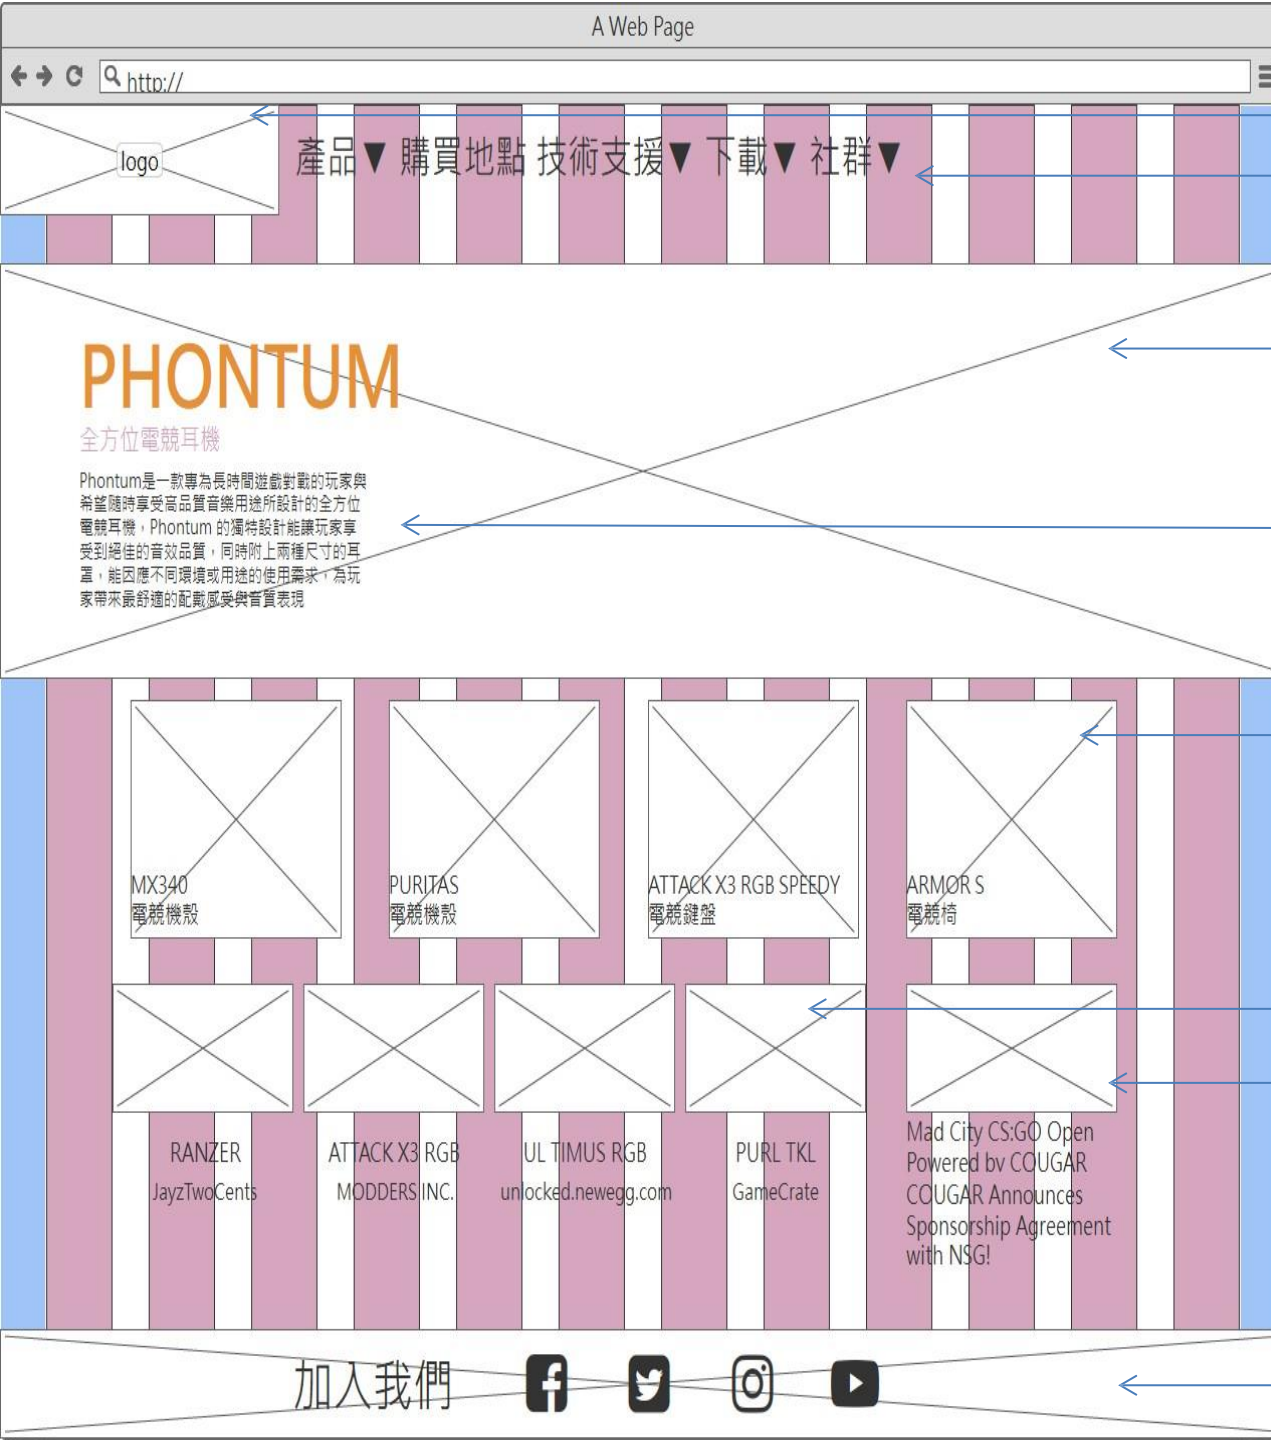 A Web Page
http://
logo
產品▼ 購買地點 技術支援▼ 下載▼ 社群▼
PHONTUM
全方位電競耳機
Phontum是一款專為長時間遊戲對戰的玩家與
希望隨時享受高品質音樂用途所設計的全方位
電競耳機，Phontum 的獨特設計能讓玩家享
受到絕佳的音效品質，同時附上兩種尺寸的耳
罩，能因應不同環境或用途的使用需求，為玩
家帶來最舒適的配戴感受與音質表現
MX340
電競機殼
PURITAS
電競機殼
ATTACK X3 RGB SPEEDY
電競鍵盤
ARMOR S
電競椅
RANZER
JayzTwoCents
ATTACK X3 RGB
MODDERS INC.
UL TIMUS RGB
unlocked.newegg.com
PURL TKL
GameCrate
Mad City CS:GO Open
Powered by COUGAR
COUGAR Announces
Sponsorship Agreement
with NSG!
加入我們